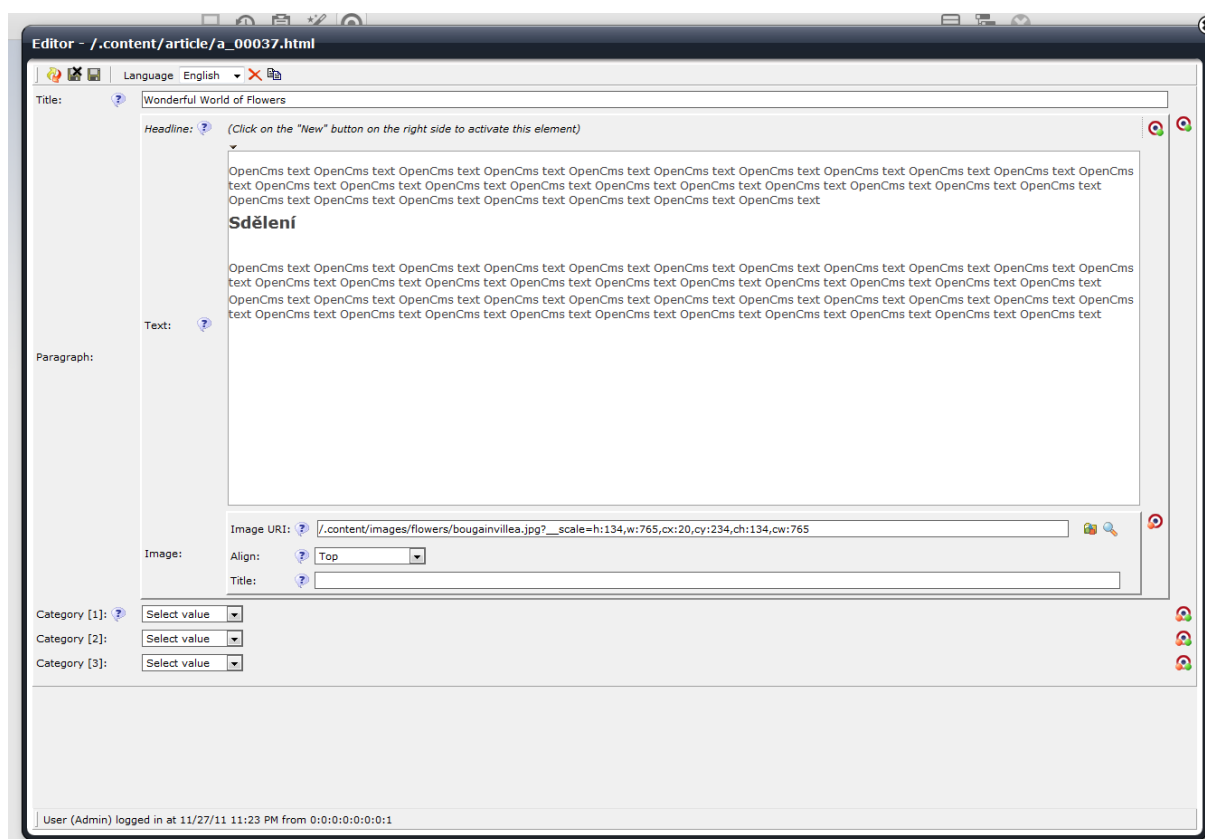 Editor - /.content/article/a_00037.html
Language English
Title: Wonderful World of Flowers
Headline: (Click on the "New" button on the right side to activate this element)
OpenCms text OpenCms text OpenCms text OpenCms text OpenCms text OpenCms text OpenCms text OpenCms text OpenCms text OpenCms text OpenCms
text OpenCms text OpenCms text OpenCms text OpenCms text OpenCms text OpenCms text OpenCms text OpenCms text OpenCms text OpenCms text
OpenCms text OpenCms text OpenCms text OpenCms text OpenCms text OpenCms text OpenCms text
Sdělení
OpenCms text OpenCms text OpenCms text OpenCms text OpenCms text OpenCms text OpenCms text OpenCms text OpenCms text OpenCms text OpenCms
text OpenCms text OpenCms text OpenCms text OpenCms text OpenCms text OpenCms text OpenCms text OpenCms text OpenCms text OpenCms text
OpenCms text OpenCms text OpenCms text OpenCms text OpenCms text OpenCms text OpenCms text OpenCms text OpenCms text OpenCms text OpenCms
text OpenCms text OpenCms text OpenCms text OpenCms text OpenCms text OpenCms text OpenCms text OpenCms text OpenCms text OpenCms text
Text:
Paragraph:
Image URI: /.content/images/flowers/bougainvillea.jpg?__scale=h:134,w:765,cx:20,cy:234,ch:134,cw:765
Image:
Align: Top
Title:
Category [1]: Select value
Category [2]: Select value
Category [3]: Select value
User (Admin) logged in at 11/27/11 11:23 PM from 0:0:0:0:0:0:0:1